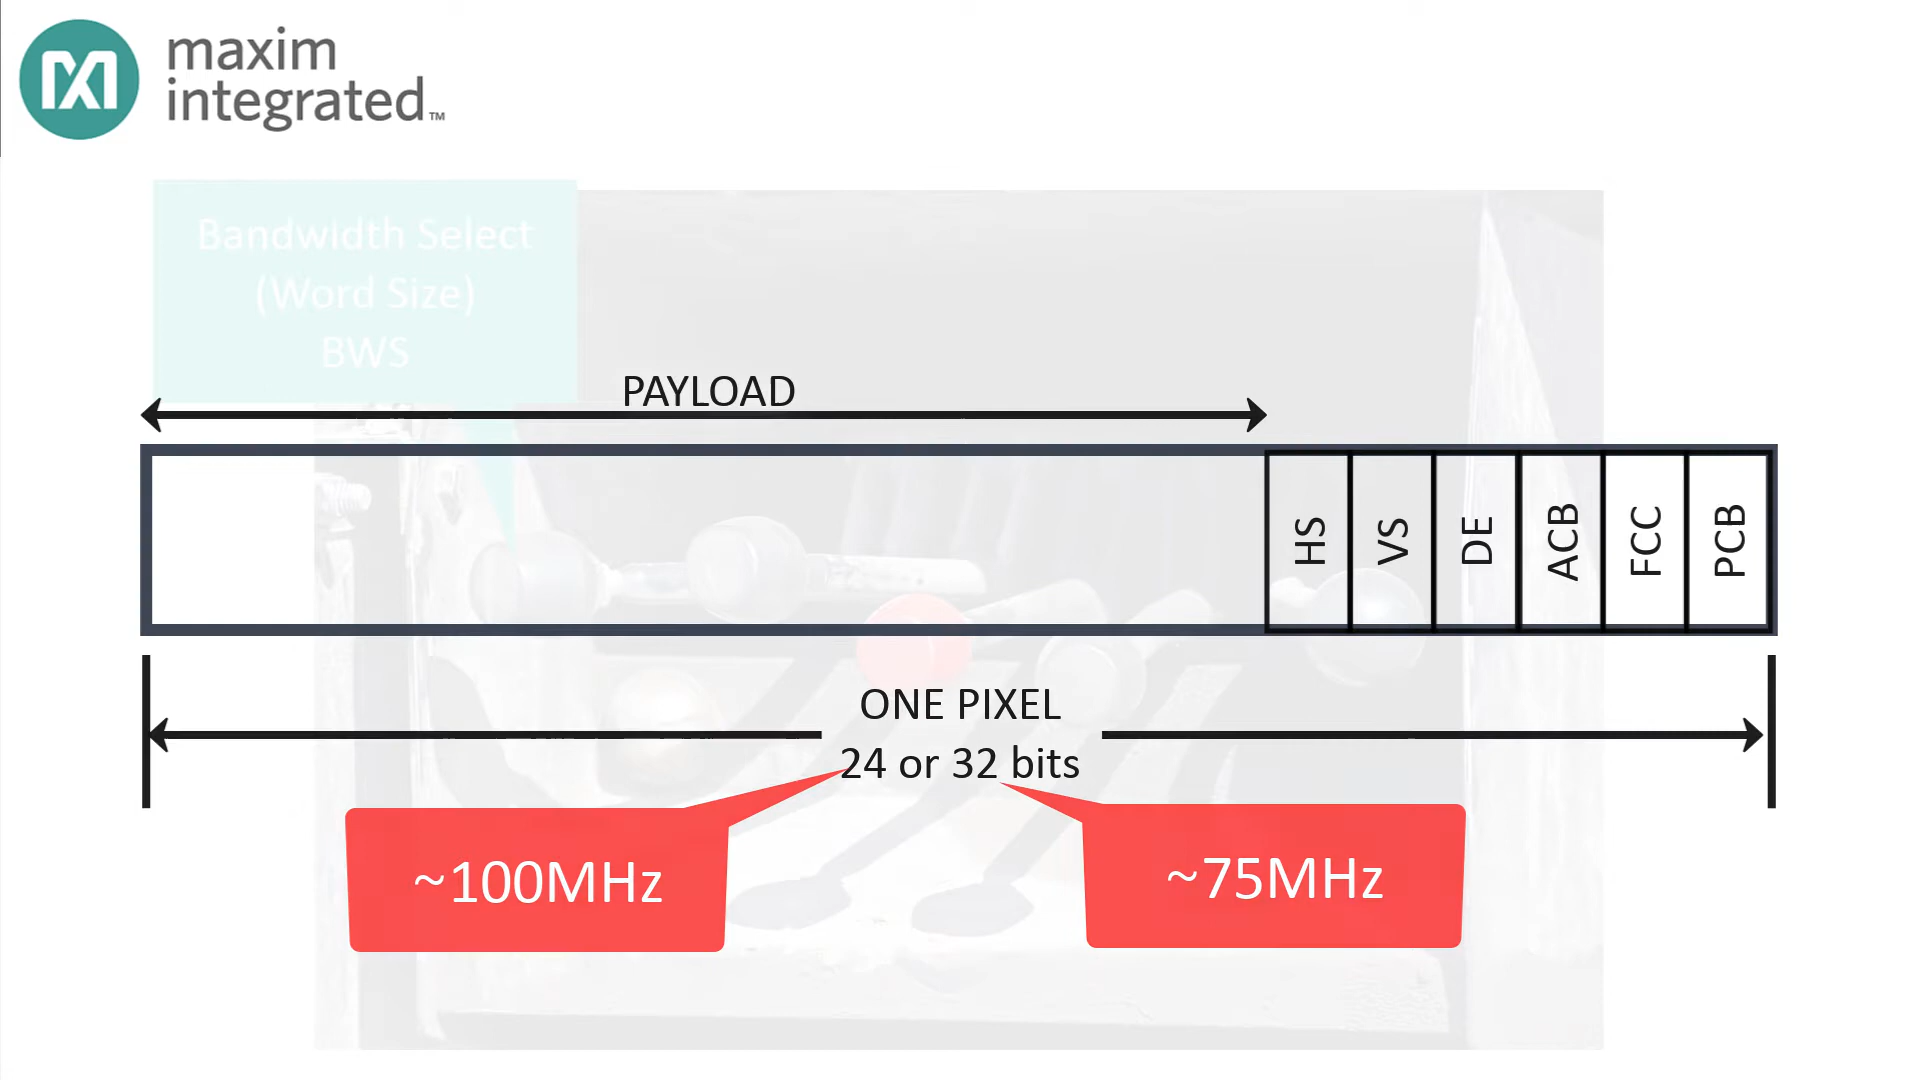 maxim
integrated™
Bandwidth Select
(Word Size)
BWS
PAYLOAD
HS
VS
DE
ACB
FCC
PCB
ONE PIXEL
24 or 32 bits
~100MHz
~75MHz